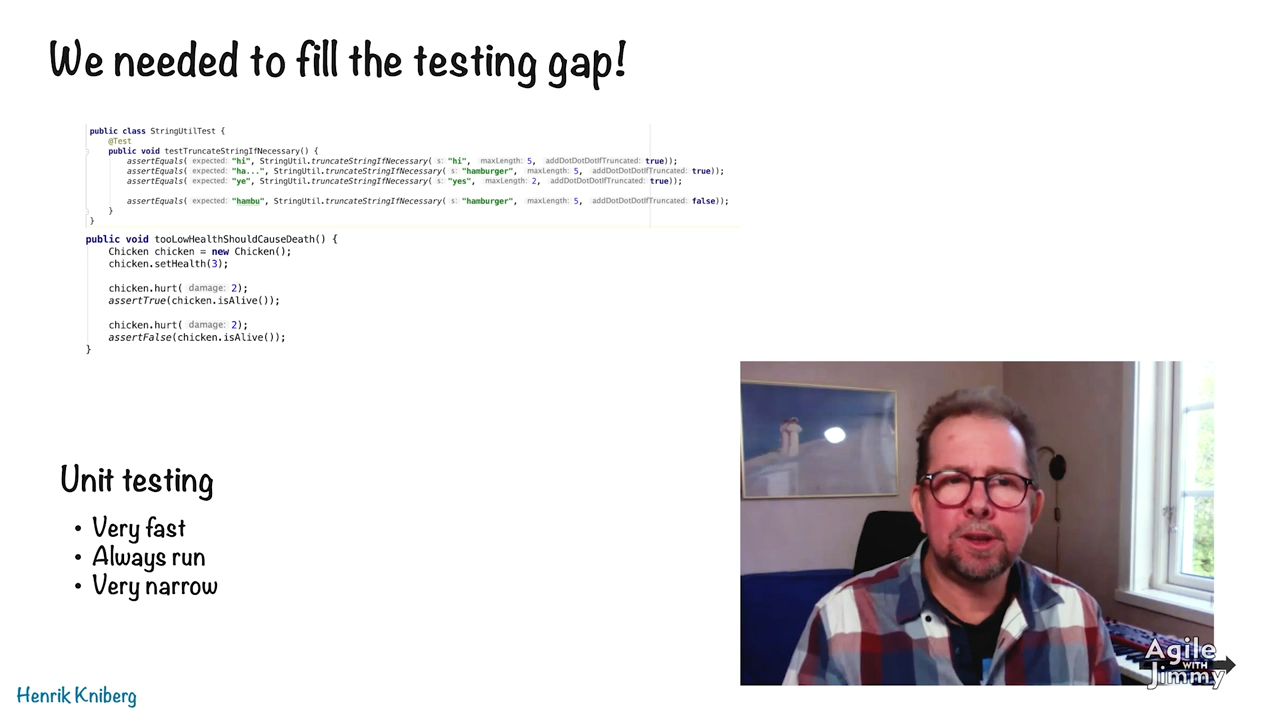 We needed to fill the testing gap!
public class StringUtilTest {
@Test
public void testTruncateStringIfNecessary() {
assertEquals( expected: "hi", StringUtil.truncateStringIfNecessary( s: "hi", maxLength: 5, addDotDotDotIfTruncated: true));
assertEquals( expected: "ha...", StringUtil.truncateStringIfNecessary( s: "hamburger", maxLength: 5, addDotDotDotIfTruncated: true));
assertEquals( expected: "ye", StringUtil.truncateStringIfNecessary( s: "yes", maxLength: 2, addDotDotDotIfTruncated: true));
assertEquals( expected: "hambu", StringUtil.truncateStringIfNecessary( s: "hamburger", maxLength: 5, addDotDotDotIfTruncated: false));
}
}
public void tooLowHealthShouldCauseDeath() {
Chicken chicken = new Chicken();
chicken.setHealth(3);
chicken.hurt( damage: 2);
assertTrue(chicken.isAlive());
chicken.hurt( damage: 2);
assertFalse(chicken.isAlive());
}
Unit testing
• Very fast
• Always run
• Very narrow
Agile
WITH
Jimmy
Henrik Kniberg